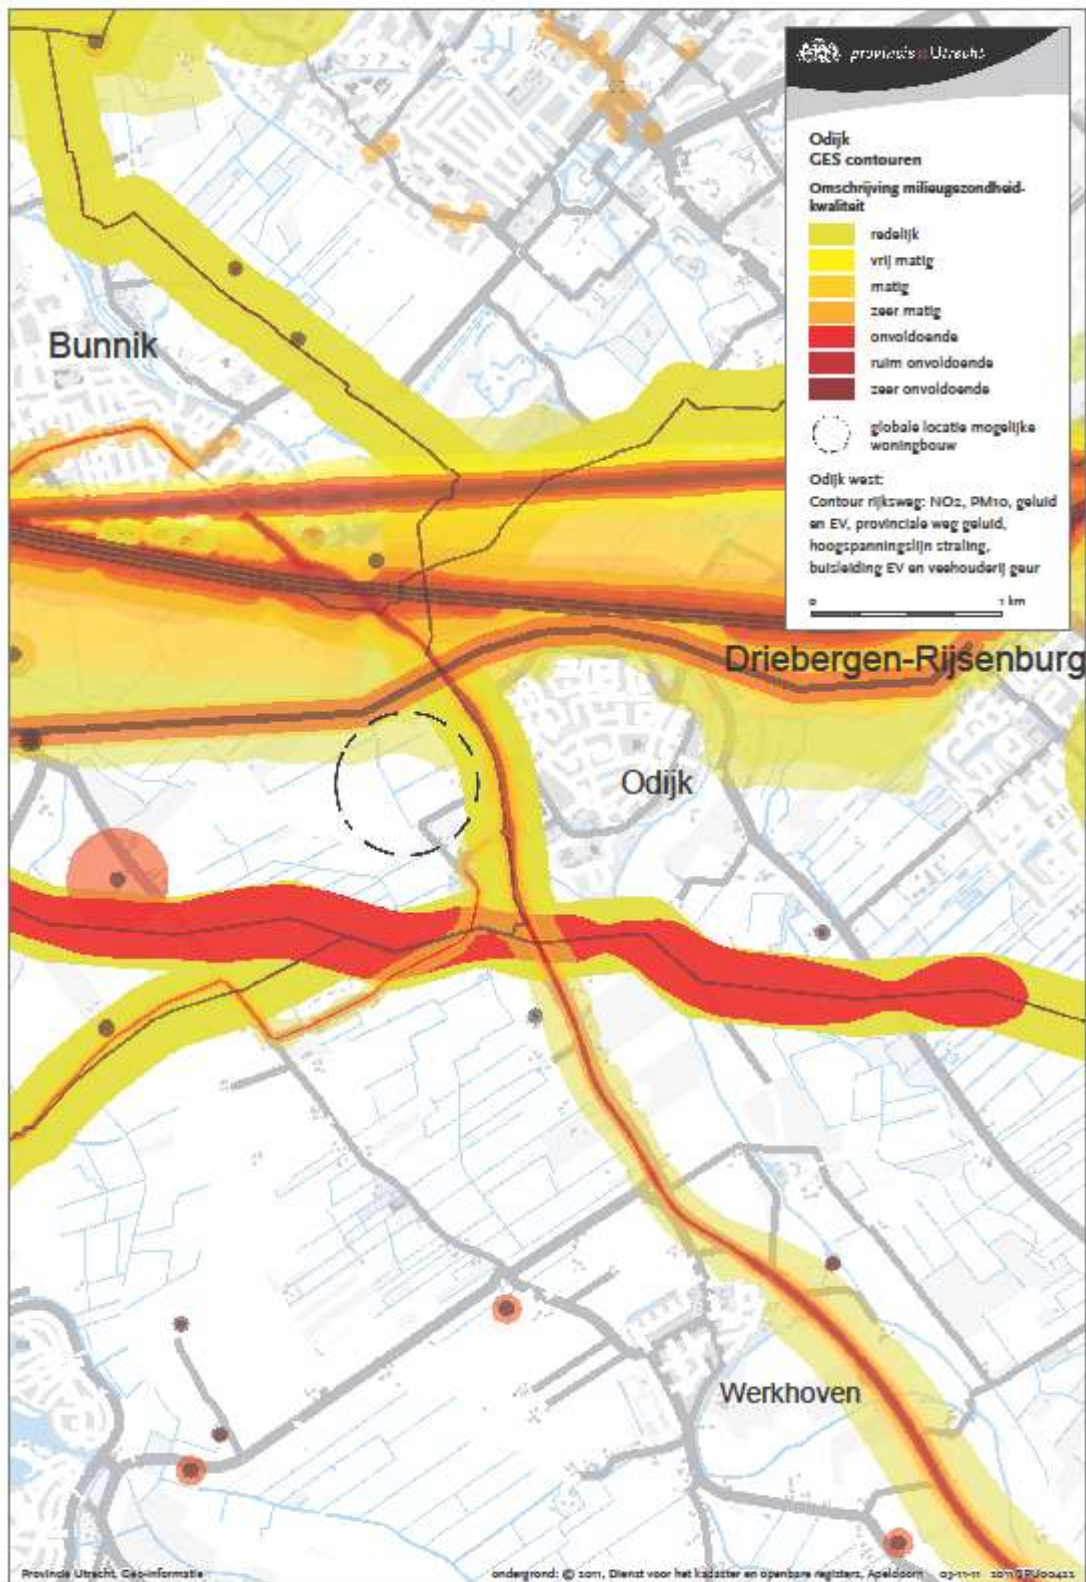 provincie :: Utrecht
Odijk
GES contouren
Omschrijving milieugezondheid-
kwaliteit
redelijk
vrij matig
matig
zeer matig
onvoldoende
ruim onvoldoende
zeer onvoldoende
globale locatie mogelijke
woningbouw
Odijk west:
Contour rijksweg: NO2, PM10, geluid
en EV, provinciale weg geluid,
hoogspanningslijn straling,
buisleiding EV en veehouderij geur
0 1 km
Bunnik
Driebergen-Rijsenburg
Odijk
Werkhoven
Provincie Utrecht, Geo-informatie ondergrond: © 2011, Dienst voor het kadaster en openbare registers, Apeldoorn 03-11-11